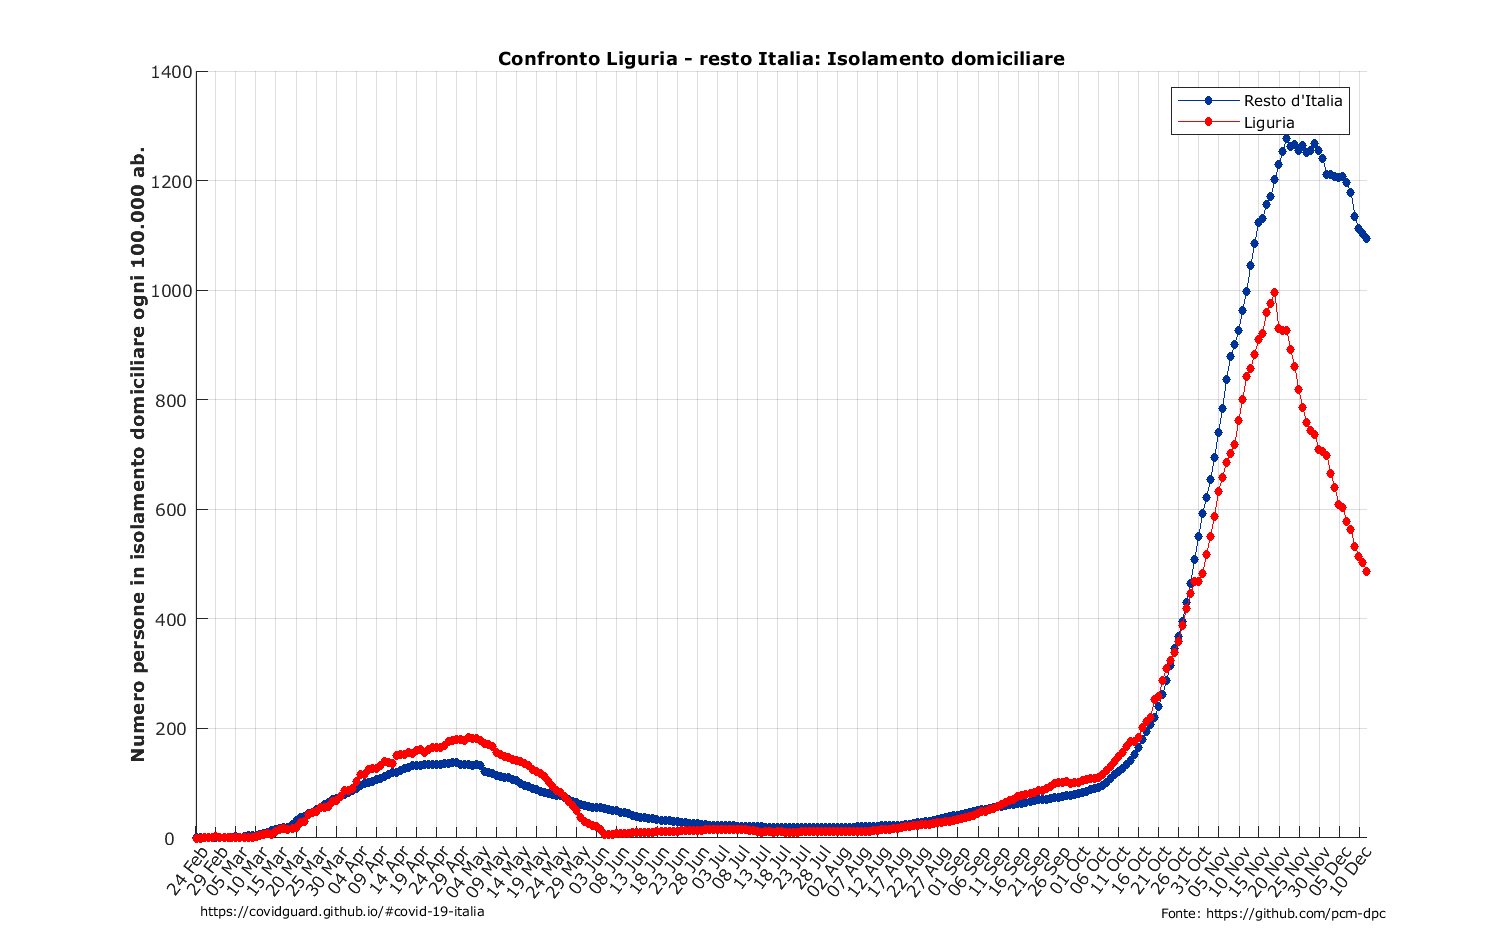 Confronto Liguria - resto Italia: Isolamento domiciliare
Numero persone in isolamento domiciliare ogni 100.000 ab.
1400
1200
1000
800
600
400
200
0
Resto d'Italia
Liguria
24 Feb
29 Feb
05 Mar
10 Mar
15 Mar
20 Mar
25 Mar
30 Mar
04 Apr
09 Apr
14 Apr
19 Apr
24 Apr
29 Apr
04 May
09 May
14 May
19 May
24 May
29 May
03 Jun
08 Jun
13 Jun
18 Jun
23 Jun
28 Jun
03 Jul
08 Jul
13 Jul
18 Jul
23 Jul
28 Jul
02 Aug
07 Aug
12 Aug
17 Aug
22 Aug
27 Aug
01 Sep
06 Sep
11 Sep
16 Sep
21 Sep
26 Sep
01 Oct
06 Oct
11 Oct
16 Oct
21 Oct
26 Oct
31 Oct
05 Nov
10 Nov
15 Nov
20 Nov
25 Nov
30 Nov
05 Dec
10 Dec
https://covidguard.github.io/#covid-19-italia
Fonte: https://github.com/pcm-dpc